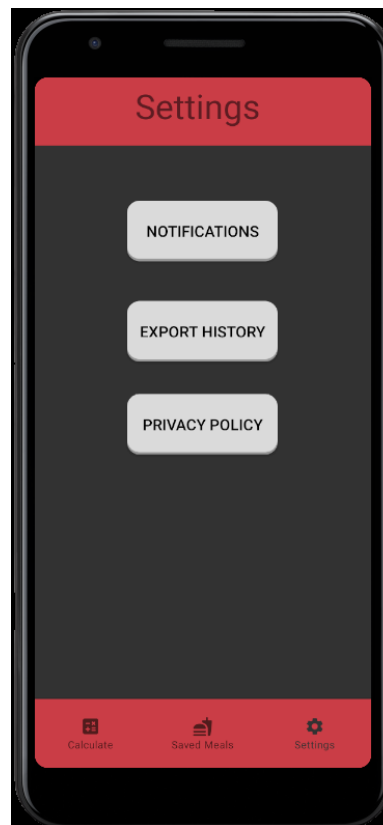 Settings
NOTIFICATIONS
EXPORT HISTORY
PRIVACY POLICY
Calculate Saved Meals Settings